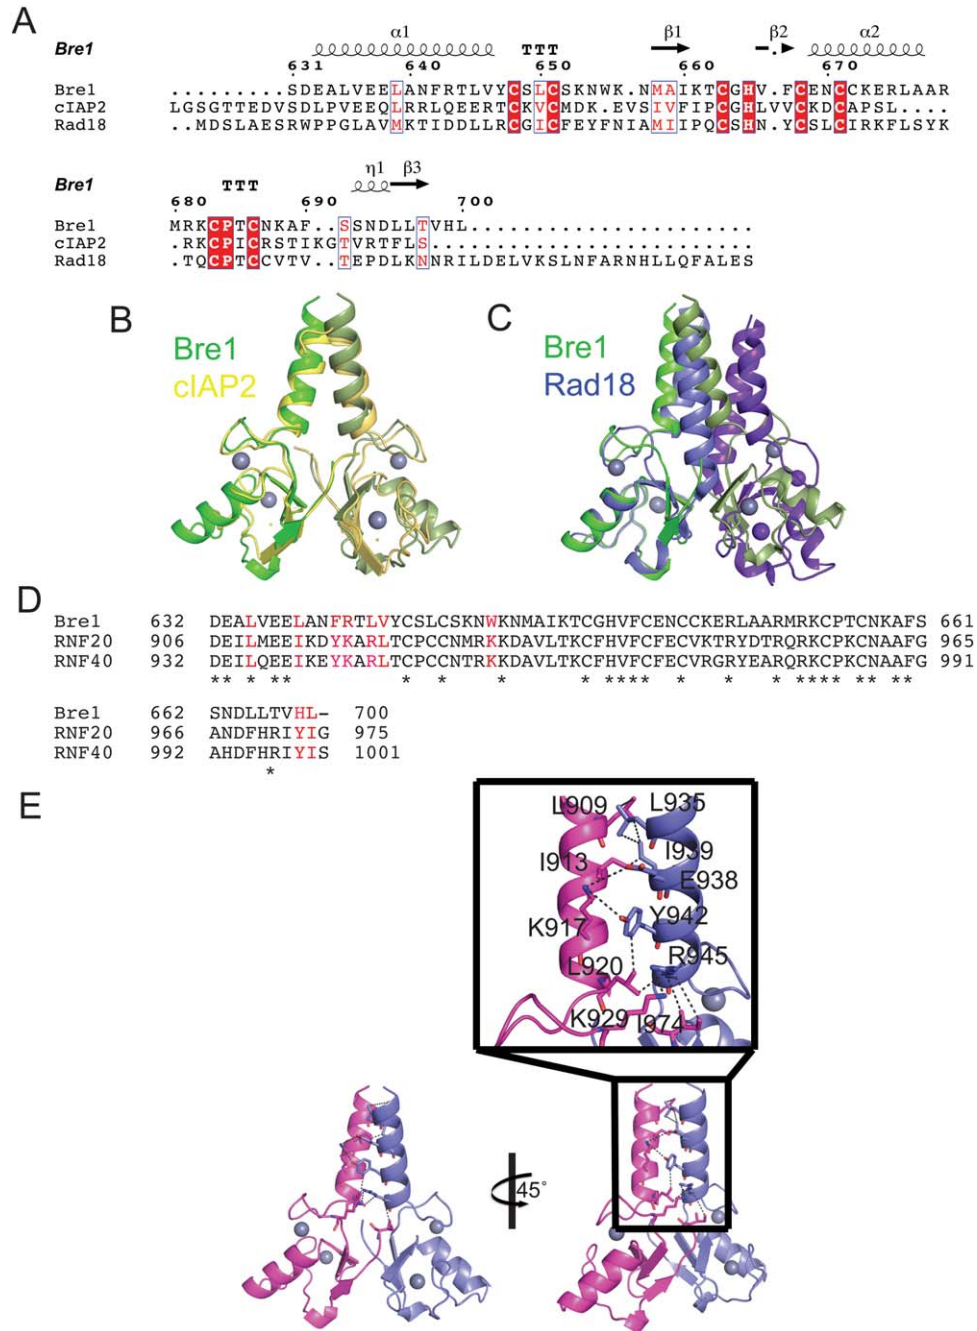 A
α1 TTT β1 β2 α2
Bre1
631 640 650 660 670
Bre1 .........SDEALVEELANFRTLVYCSLCSKNWK.NMAIKTCGHV.FCENCCKERLAAR
cIAP2 LGSGTTEDVSDLPVEEQLRRLQEERTCKVCMDK.EVSIVFIPCGHLVVCKDCAPSL....
Rad18 ..MDSLAESRWPPGLAVMKTIDDLLRCGICFEYFNIAMIIPQCSHN.YCSLCIRKFLSYK
TTT η1 β3
Bre1
680 690 700
Bre1 MRKCPTCNKAF..SSNDLLTVHL......................
cIAP2 .RKCPICRSTIKGTVRTFLS.........................
Rad18 .TQCPTCCVTV..TEPDLKNNRILDELVKSLNFARNHLLQFALES
B
Bre1
cIAP2
C
Bre1
Rad18
D
Bre1 632 DEALVEELANFRTLVYCSLCSKNWKNMAIKTCGHVFCENCCKERLAARMRKCPTCNKAFS 661
RNF20 906 DEILMEEIKDYKARLTCPCCNMRKKDAVLTKCFHVFCFECVKTRYDTRQRKCPKCNAAFG 965
RNF40 932 DEILQEEIKEYKARLTCPCCNTRKKDAVLTKCFHVFCFECVRGRYEARQRKCPKCNAAFG 991
** * ** * * * * **** * * * **** ** **
Bre1 662 SNDLLTVHL- 700
RNF20 966 ANDFHRIYIG 975
RNF40 992 AHDFHRIYIS 1001
*
E
L909 L935
I939
I913
E938
K917 Y942
L920 R945
K929 I974
45°